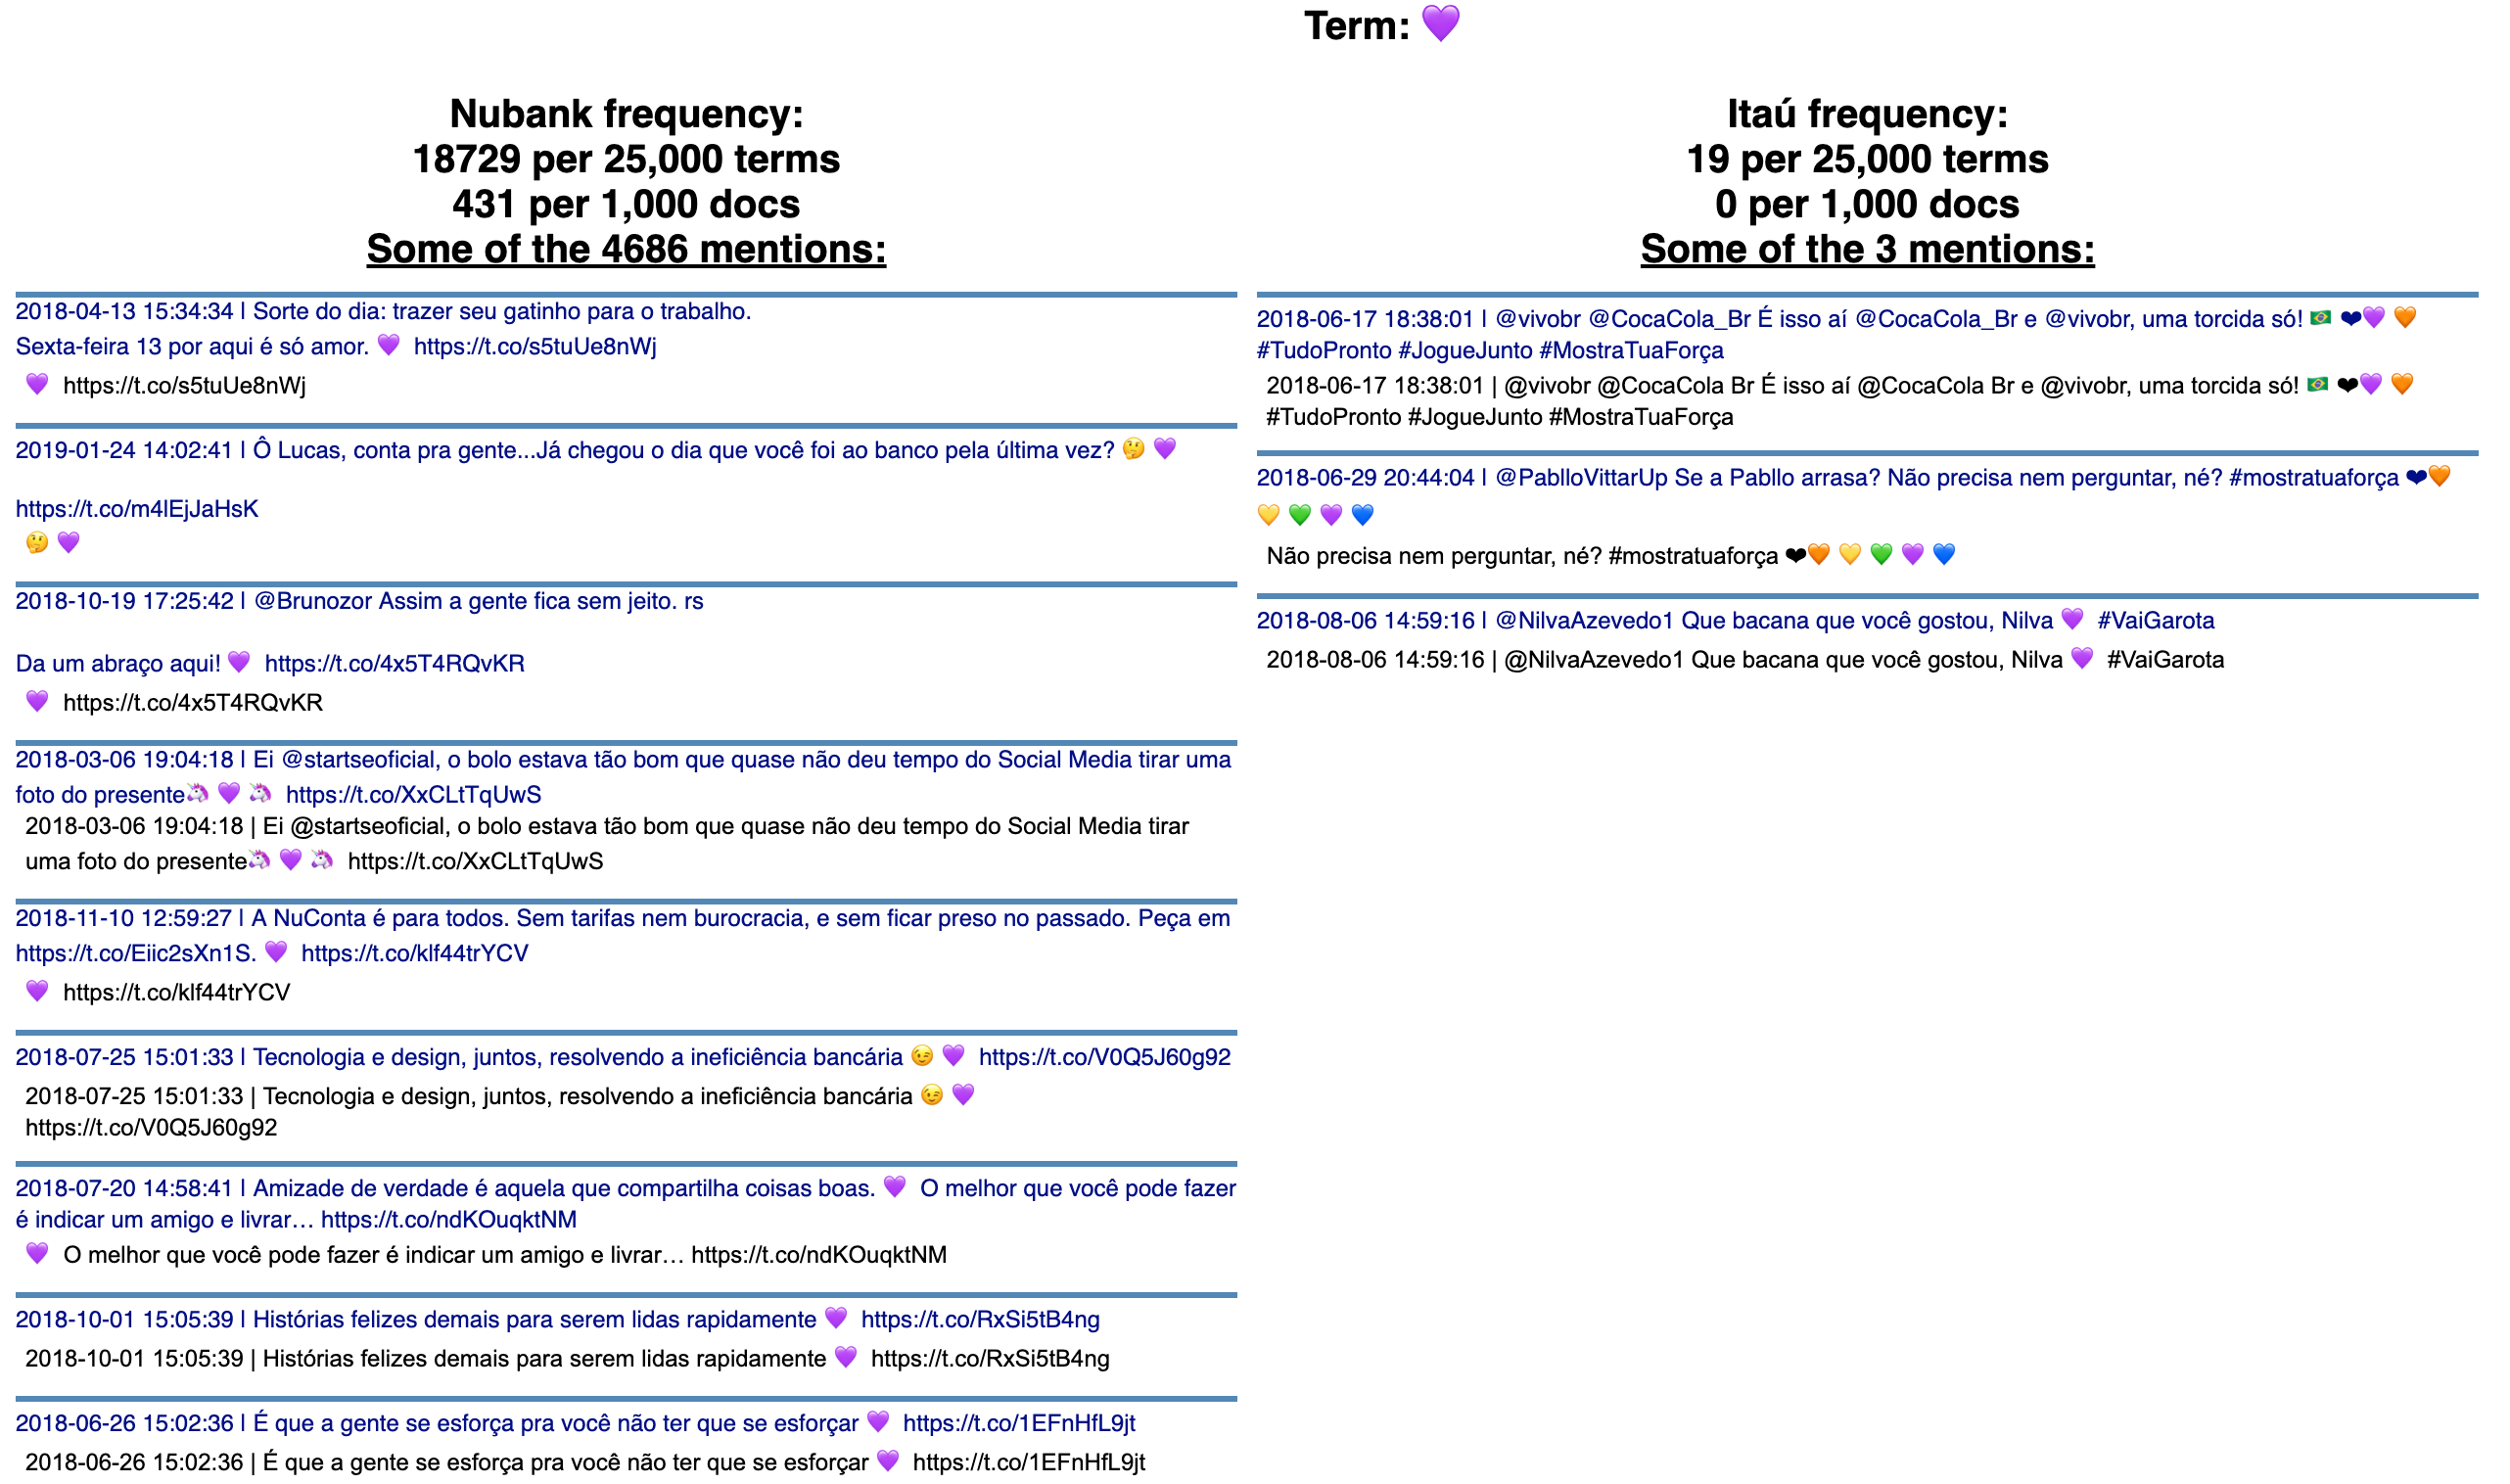 Term: 💜
Nubank frequency:
18729 per 25,000 terms
431 per 1,000 docs
Some of the 4686 mentions:
2018-04-13 15:34:34 | Sorte do dia: trazer seu gatinho para o trabalho.
Sexta-feira 13 por aqui é só amor. 💜 https://t.co/s5tuUe8nWj
💜 https://t.co/s5tuUe8nWj
2019-01-24 14:02:41 | Ô Lucas, conta pra gente...Já chegou o dia que você foi ao banco pela última vez? 🤔 💜
https://t.co/m4lEjJaHsK
🤔 💜
2018-10-19 17:25:42 | @Brunozor Assim a gente fica sem jeito. rs
Da um abraço aqui! 💜 https://t.co/4x5T4RQvKR
💜 https://t.co/4x5T4RQvKR
2018-03-06 19:04:18 | Ei @startseoficial, o bolo estava tão bom que quase não deu tempo do Social Media tirar uma
foto do presente🦄 💜 🦄 https://t.co/XxCLtTqUwS
2018-03-06 19:04:18 | Ei @startseoficial, o bolo estava tão bom que quase não deu tempo do Social Media tirar
uma foto do presente🦄 💜 🦄 https://t.co/XxCLtTqUwS
2018-11-10 12:59:27 | A NuConta é para todos. Sem tarifas nem burocracia, e sem ficar preso no passado. Peça em
https://t.co/Eiic2sXn1S. 💜 https://t.co/klf44trYCV
💜 https://t.co/klf44trYCV
2018-07-25 15:01:33 | Tecnologia e design, juntos, resolvendo a ineficiência bancária 😉 💜 https://t.co/V0Q5J60g92
2018-07-25 15:01:33 | Tecnologia e design, juntos, resolvendo a ineficiência bancária 😉 💜
https://t.co/V0Q5J60g92
2018-07-20 14:58:41 | Amizade de verdade é aquela que compartilha coisas boas. 💜 O melhor que você pode fazer
é indicar um amigo e livrar… https://t.co/ndKOuqktNM
💜 O melhor que você pode fazer é indicar um amigo e livrar… https://t.co/ndKOuqktNM
2018-10-01 15:05:39 | Histórias felizes demais para serem lidas rapidamente 💜 https://t.co/RxSi5tB4ng
2018-10-01 15:05:39 | Histórias felizes demais para serem lidas rapidamente 💜 https://t.co/RxSi5tB4ng
2018-06-26 15:02:36 | É que a gente se esforça pra você não ter que se esforçar 💜 https://t.co/1EFnHfL9jt
2018-06-26 15:02:36 | É que a gente se esforça pra você não ter que se esforçar 💜 https://t.co/1EFnHfL9jt
Itaú frequency:
19 per 25,000 terms
0 per 1,000 docs
Some of the 3 mentions:
2018-06-17 18:38:01 | @vivobr @CocaCola_Br É isso aí @CocaCola_Br e @vivobr, uma torcida só! 🇧🇷 ❤💜 🧡
#TudoPronto #JogueJunto #MostraTuaForça
2018-06-17 18:38:01 | @vivobr @CocaCola Br É isso aí @CocaCola Br e @vivobr, uma torcida só! 🇧🇷 ❤💜 🧡
#TudoPronto #JogueJunto #MostraTuaForça
2018-06-29 20:44:04 | @PablloVittarUp Se a Pabllo arrasa? Não precisa nem perguntar, né? #mostratuaforça ❤🧡
💛 💚 💜 💙
Não precisa nem perguntar, né? #mostratuaforça ❤🧡 💛 💚 💜 💙
2018-08-06 14:59:16 | @NilvaAzevedo1 Que bacana que você gostou, Nilva 💜 #VaiGarota
2018-08-06 14:59:16 | @NilvaAzevedo1 Que bacana que você gostou, Nilva 💜 #VaiGarota